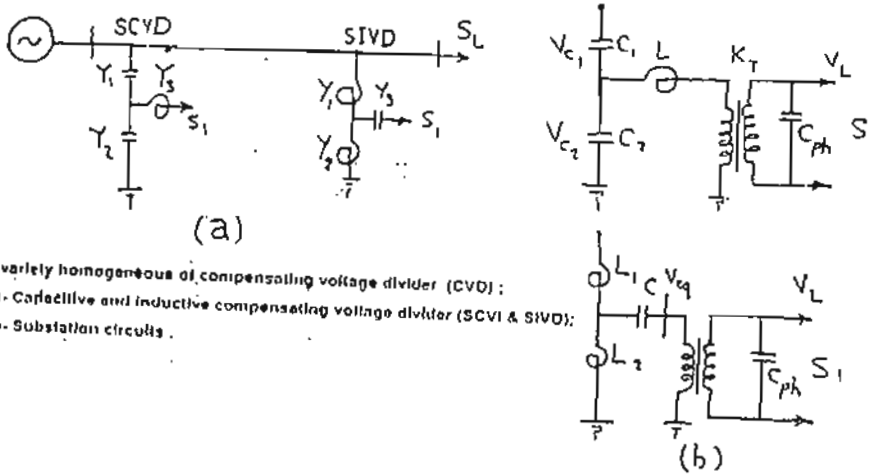 SCVD
SIVD
S_L
Y_1
Y_3
S_1
Y_2
Y_1
Y_3
S_1
Y_2
(a)
variety homogeneous of compensating voltage divider (CVD) ;
- Capacitive and inductive compensating voltage divider (SCVI & SIVD);
- Substation circuits .
V_C1
C_1
L
K_T
V_L
V_C2
C_2
C_ph
S
L_1
C
V_eq
V_L
L_2
C_ph
S_1
(b)